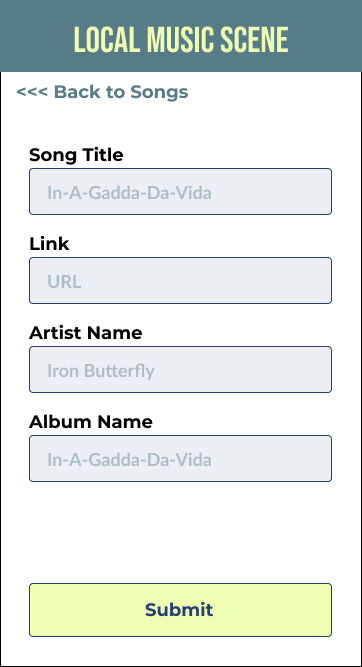 LOCAL MUSIC SCENE
<<< Back to Songs
Song Title
In-A-Gadda-Da-Vida
Link
URL
Artist Name
Iron Butterfly
Album Name
In-A-Gadda-Da-Vida
Submit